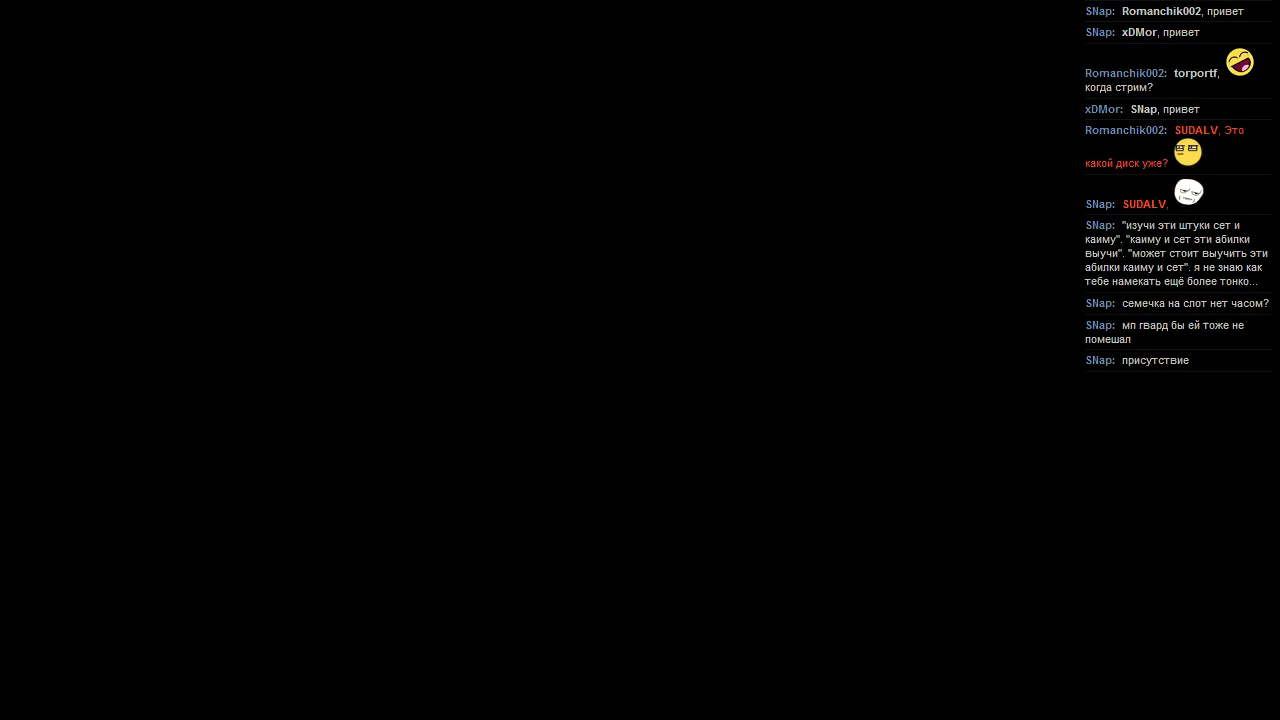 SNap: Romanchik002, привет
SNap: xDMor, привет
Romanchik002: torportf,
когда стрим?
xDMor: SNap, привет
Romanchik002: SUDALV, Это
какой диск уже?
SNap: SUDALV,
SNap: "изучи эти штуки сет и
каиму". "каиму и сет эти абилки
выучи". "может стоит выучить эти
абилки каиму и сет". я не знаю как
тебе намекать ещё более тонко...
SNap: семечка на слот нет часом?
SNap: мп гвард бы ей тоже не
помешал
SNap: присутствие